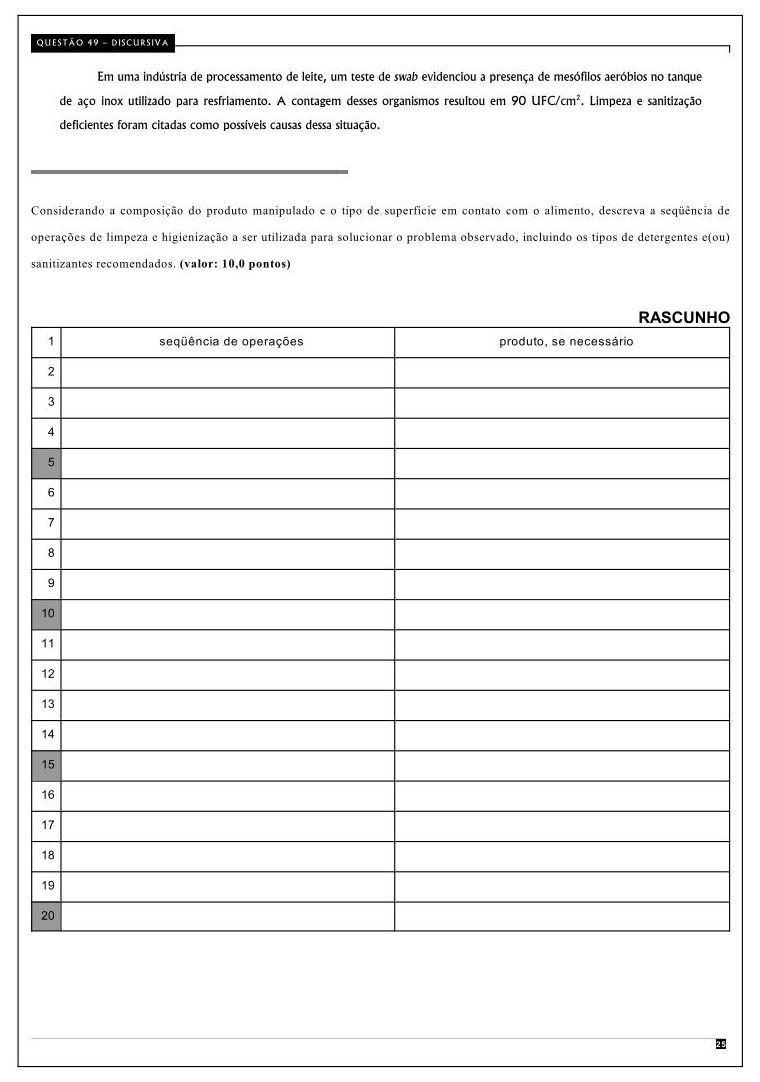 QUESTÃO 49 – DISCURSIVA
Em uma indústria de processamento de leite, um teste de swab evidenciou a presença de mesófilos aeróbios no tanque
de aço inox utilizado para resfriamento. A contagem desses organismos resultou em 90 UFC/cm². Limpeza e sanitização
deficientes foram citadas como possíveis causas dessa situação.
Considerando a composição do produto manipulado e o tipo de superfície em contato com o alimento, descreva a seqüência de
operações de limpeza e higienização a ser utilizada para solucionar o problema observado, incluindo os tipos de detergentes e(ou)
sanitizantes recomendados. (valor: 10,0 pontos)
RASCUNHO
1 seqüência de operações produto, se necessário
2
3
4
5
6
7
8
9
10
11
12
13
14
15
16
17
18
19
20
25